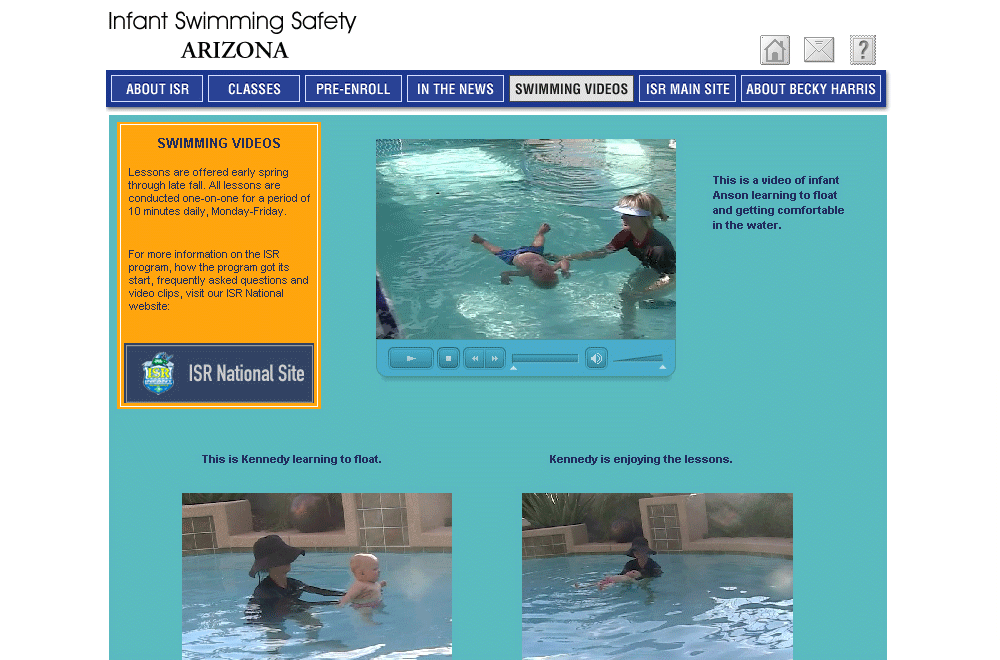 Infant Swimming Safety
ARIZONA
ABOUT ISR
CLASSES
PRE-ENROLL
IN THE NEWS
SWIMMING VIDEOS
ISR MAIN SITE
ABOUT BECKY HARRIS
SWIMMING VIDEOS
Lessons are offered early spring
through late fall. All lessons are
conducted one-on-one for a period of
10 minutes daily, Monday-Friday.
For more information on the ISR
program, how the program got its
start, frequently asked questions and
video clips, visit our ISR National
website:
ISR
ISR National Site
This is a video of infant
Anson learning to float
and getting comfortable
in the water.
This is Kennedy learning to float.
Kennedy is enjoying the lessons.